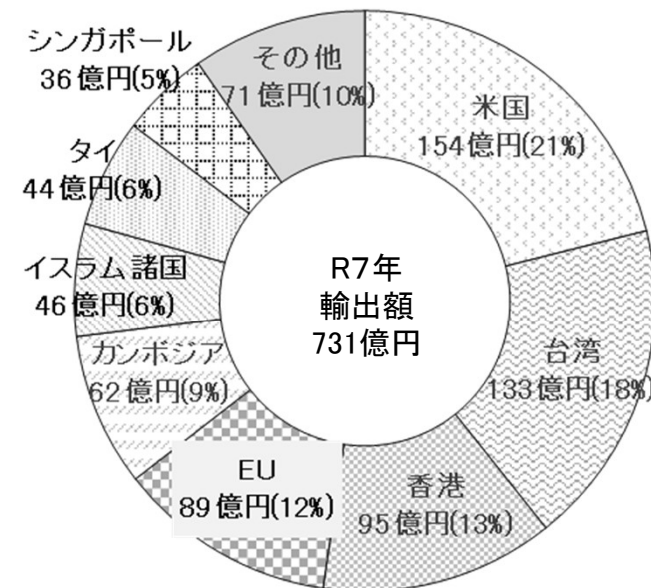 シンガポール
36億円(5%)
その他
71億円(10%)
米国
154億円(21%)
タイ
44億円(6%)
イスラム諸国
46億円(6%)
R7年
輸出額
731億円
カンボジア
62億円(9%)
台湾
133億円(18%)
EU
89億円(12%)
香港
95億円(13%)